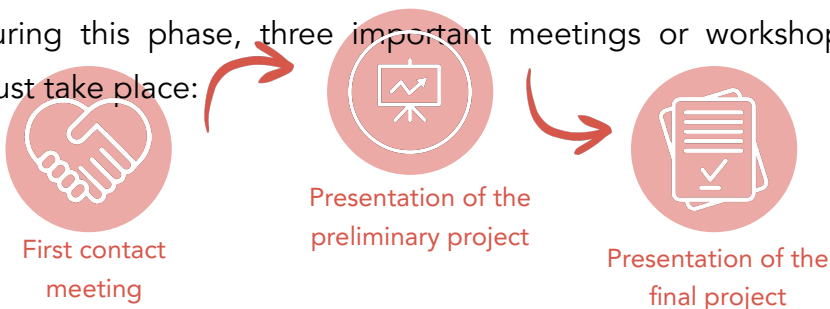 uring this phase, three important meetings or workshop
ust take place:
First contact
meeting
Presentation of the
preliminary project
Presentation of the
final project